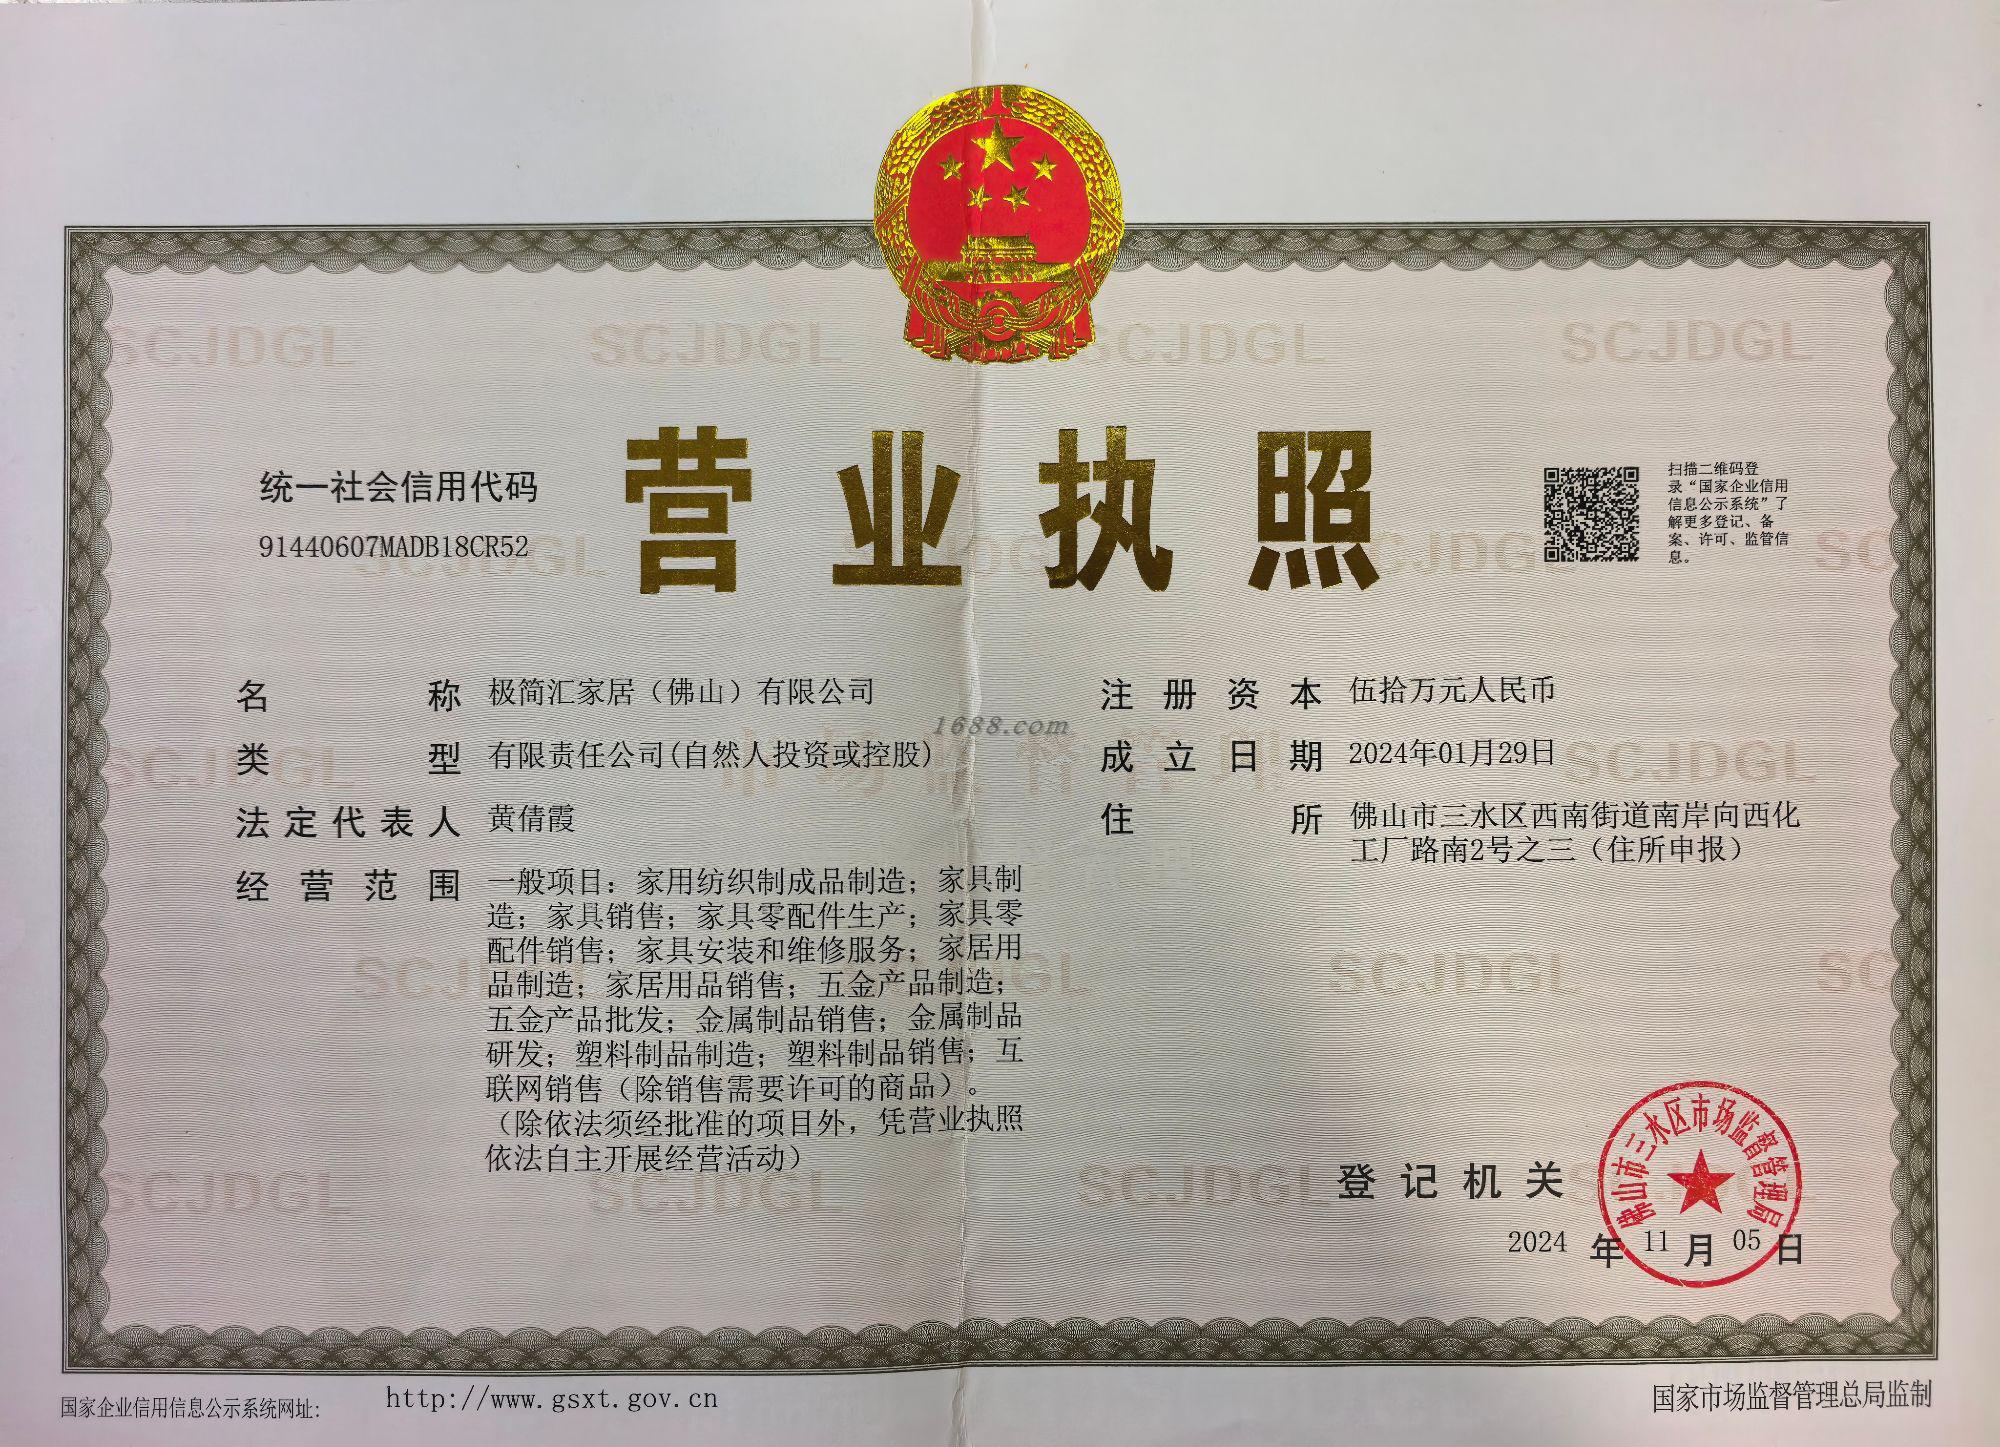 营业执照
统一社会信用代码
91440607MADB18CR52
扫描二维码登
录“国家企业信用
信息公示系统”了
解更多登记、备
案、许可、监管信
息。
名称 极简汇家居（佛山）有限公司
类型 有限责任公司(自然人投资或控股)
法定代表人 黄倩霞
经营范围 一般项目：家用纺织制成品制造；家具制
造；家具销售；家具零配件生产；家具零
配件销售；家具安装和维修服务；家居用
品制造；家居用品销售；五金产品制造；
五金产品批发；金属制品销售；金属制品
研发；塑料制品制造；塑料制品销售；互
联网销售（除销售需要许可的商品）。
（除依法须经批准的项目外，凭营业执照
依法自主开展经营活动）
注册资本 伍拾万元人民币
成立日期 2024年01月29日
住所 佛山市三水区西南街道南岸向西化
工厂路南2号之三（住所申报）
1688.com
登记机关
佛山市三水区市场监督管理局
2024 年 11 月 05 日
国家企业信用信息公示系统网址: http://www.gsxt.gov.cn
国家市场监督管理总局监制
SCJDGL SCJDGL SCJDGL SCJDGL
SCJDGL
市场监督管理